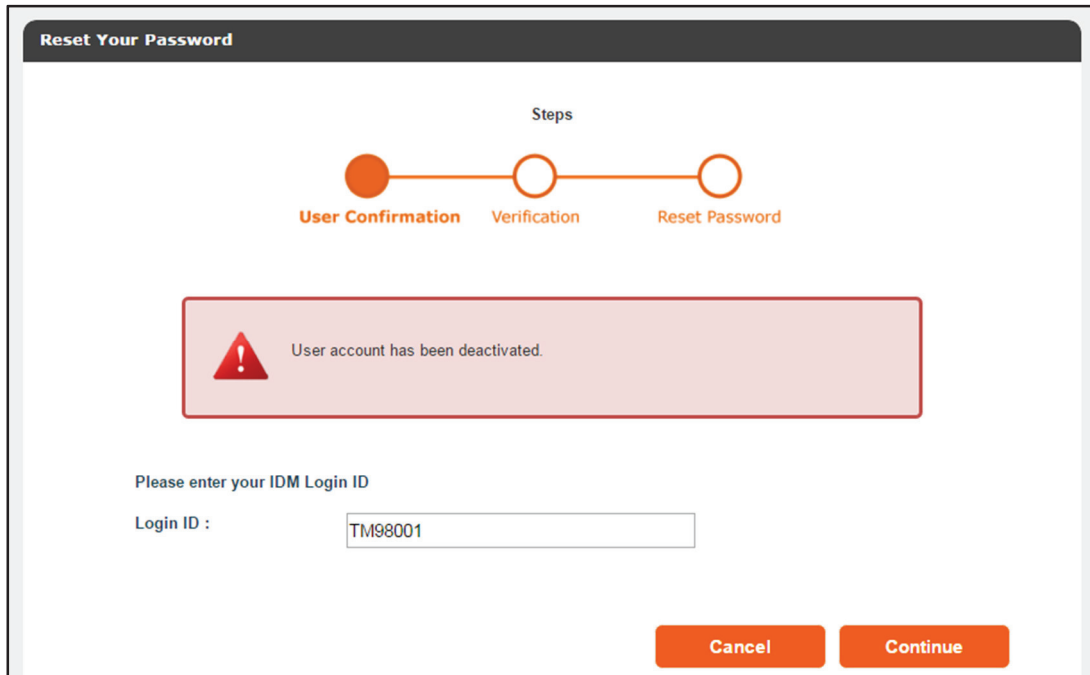 Reset Your Password
Steps
User Confirmation Verification Reset Password
!
User account has been deactivated.
Please enter your IDM Login ID
Login ID : TM98001
Cancel Continue